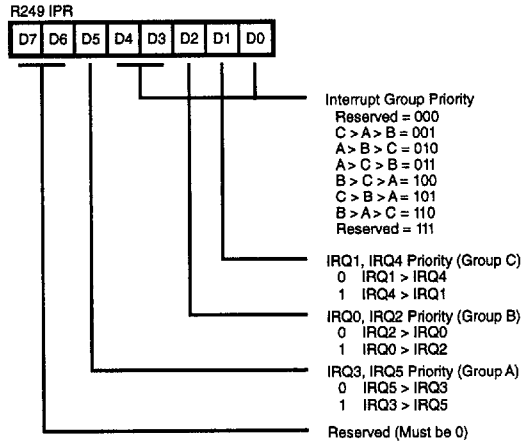 R249 IPR
D7 D6 D5 D4 D3 D2 D1 D0
Interrupt Group Priority
Reserved = 000
C > A > B = 001
A > B > C = 010
A > C > B = 011
B > C > A = 100
C > B > A = 101
B > A > C = 110
Reserved = 111
IRQ1, IRQ4 Priority (Group C)
0 IRQ1 > IRQ4
1 IRQ4 > IRQ1
IRQ0, IRQ2 Priority (Group B)
0 IRQ2 > IRQ0
1 IRQ0 > IRQ2
IRQ3, IRQ5 Priority (Group A)
0 IRQ5 > IRQ3
1 IRQ3 > IRQ5
Reserved (Must be 0)